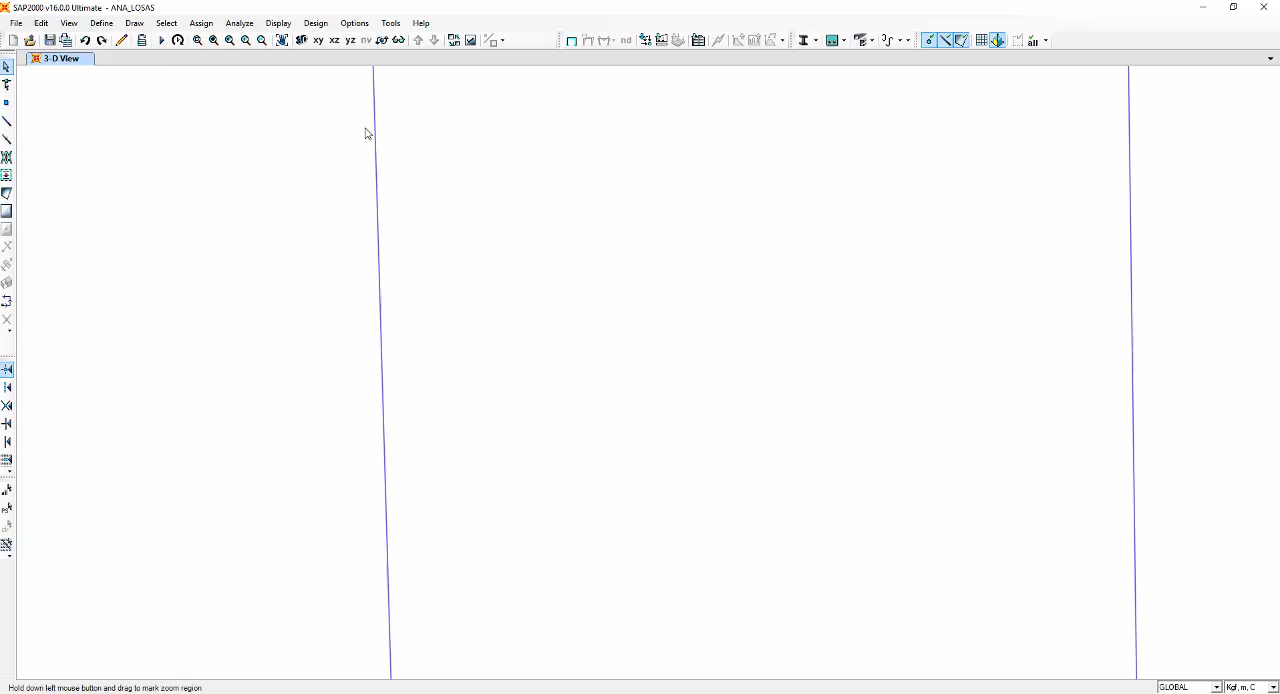 SAP2000 v16.0.0 Ultimate - ANA_LOSAS
File Edit View Define Draw Select Assign Analyze Display Design Options Tools Help
xy xz yz nv nd all
3-D View
Hold down left mouse button and drag to mark zoom region
GLOBAL Kgf, m, C